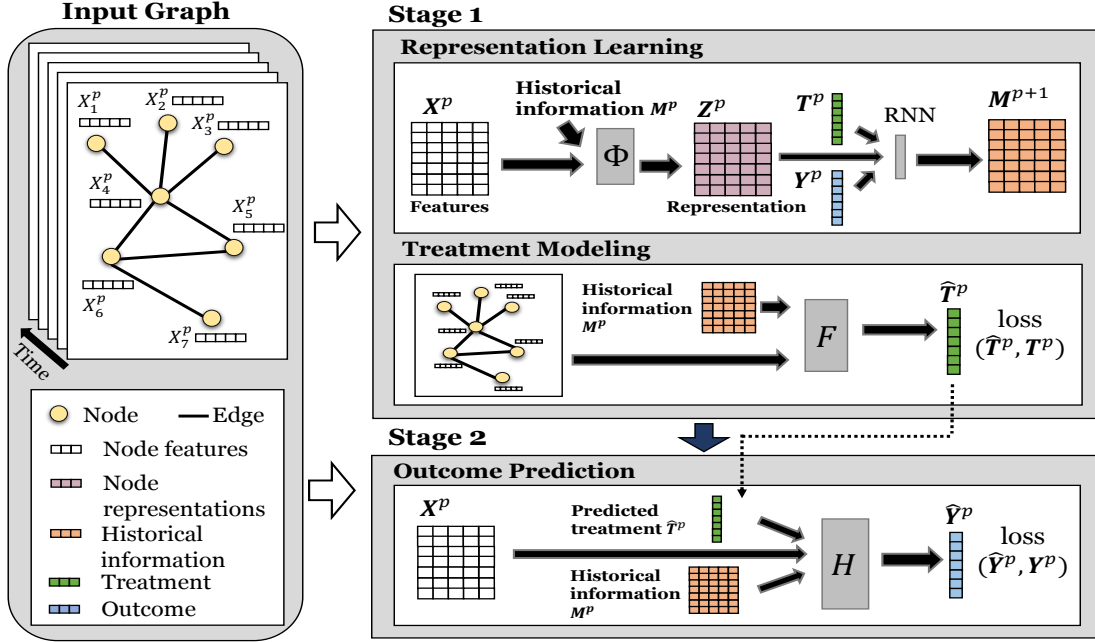 Input Graph
X_1^p
X_2^p
X_3^p
X_4^p
X_5^p
X_6^p
X_7^p
Time
Node
Edge
Node features
Node
representations
Historical
information
Treatment
Outcome
Stage 1
Representation Learning
X^p
Features
Historical
information M^p
Φ
Z^p
Representation
T^p
Y^p
RNN
M^{p+1}
Treatment Modeling
Historical
information
M^p
F
T̂^p
loss
(T̂^p, T^p)
Stage 2
Outcome Prediction
X^p
Predicted
treatment T̂^p
Historical
information
M^p
H
Ŷ^p
loss
(Ŷ^p, Y^p)